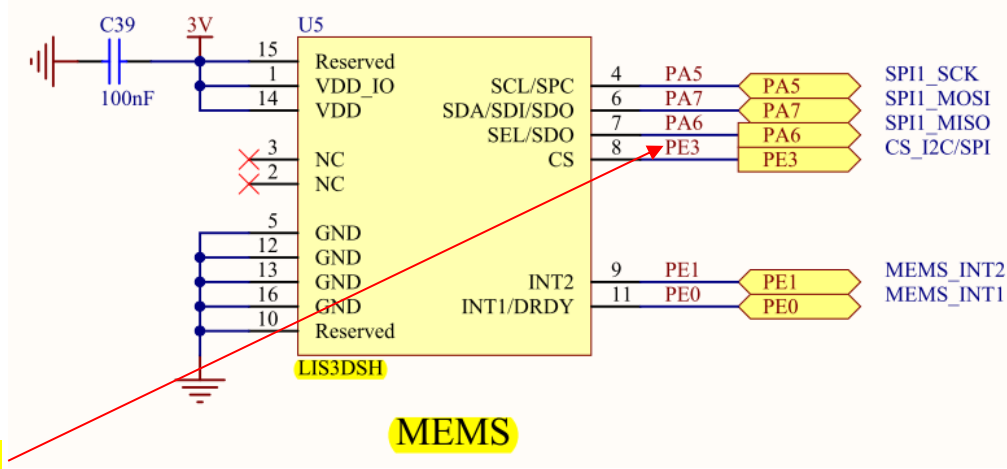 C39
3V
U5
100nF
15 Reserved
1 VDD_IO
14 VDD
3 NC
2 NC
5 GND
12 GND
13 GND
16 GND
10 Reserved
SCL/SPC 4 PA5 PA5 SPI1_SCK
SDA/SDI/SDO 6 PA7 PA7 SPI1_MOSI
SEL/SDO 7 PA6 PA6 SPI1_MISO
CS 8 PE3 PE3 CS_I2C/SPI
INT2 9 PE1 PE1 MEMS_INT2
INT1/DRDY 11 PE0 PE0 MEMS_INT1
LIS3DSH
MEMS